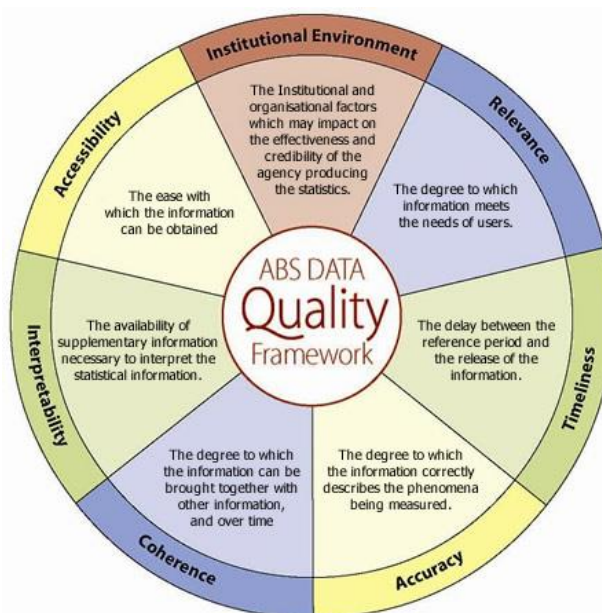 Institutional Environment
The Institutional and
organisational factors
which may impact on
the effectiveness and
credibility of the
agency producing
the statistics.
Relevance
The degree to which
information meets
the needs of users.
Timeliness
The delay between the
reference period and
the release of the
information.
Accuracy
The degree to which
the information correctly
describes the phenomena
being measured.
Coherence
The degree to which
the information can be
brought together with
other information,
and over time
Interpretability
The availability of
supplementary information
necessary to interpret the
statistical information.
Accessibility
The ease with
which the information
can be obtained
ABS DATA
Quality
Framework